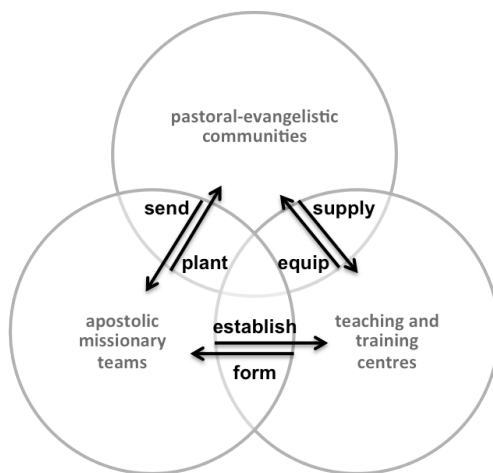 pastoral-evangelistic
communities
send
supply
plant
equip
apostolic
missionary
teams
establish
form
teaching and
training
centres